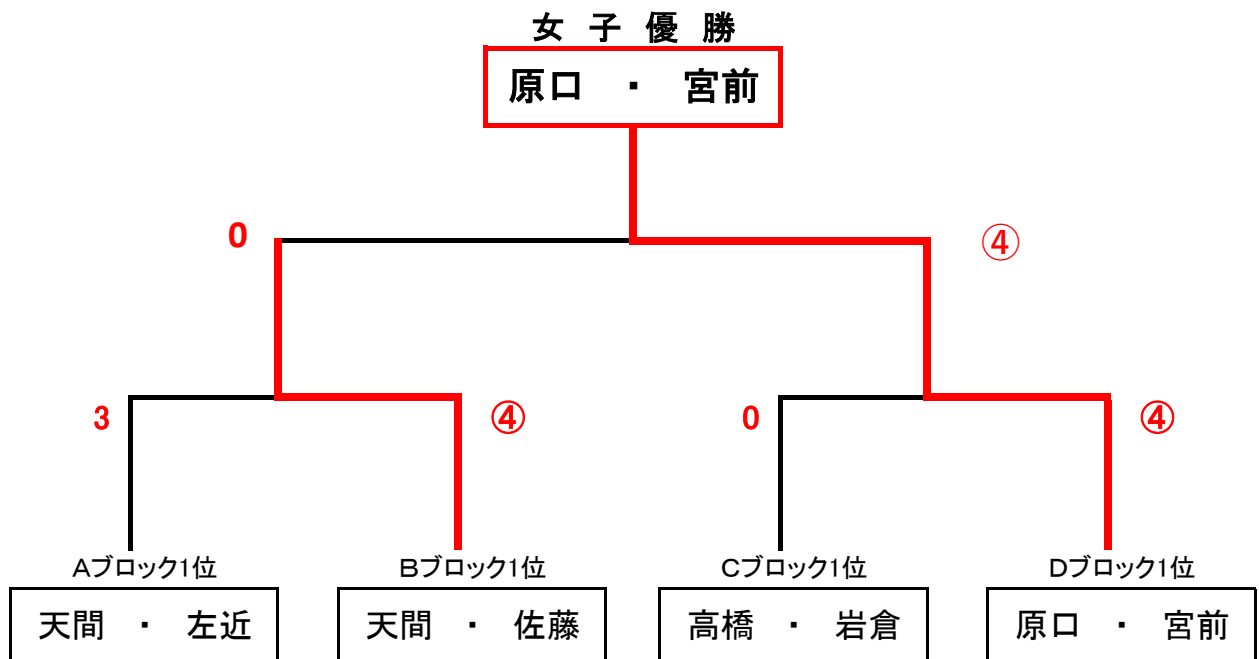 女 子 優 勝
原口 ・ 宮前
0 ④
3 ④ 0 ④
Aブロック1位 Bブロック1位 Cブロック1位 Dブロック1位
天間 ・ 左近 天間 ・ 佐藤 高橋 ・ 岩倉 原口 ・ 宮前